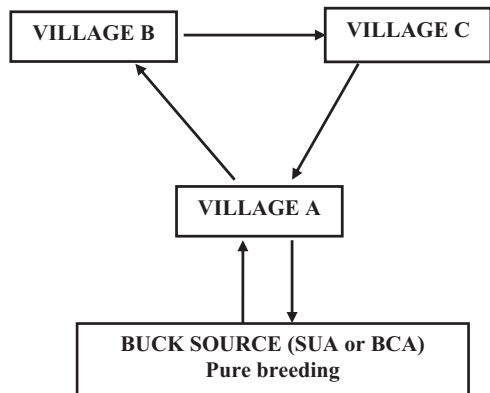 VILLAGE B
VILLAGE C
VILLAGE A
BUCK SOURCE (SUA or BCA)
Pure breeding